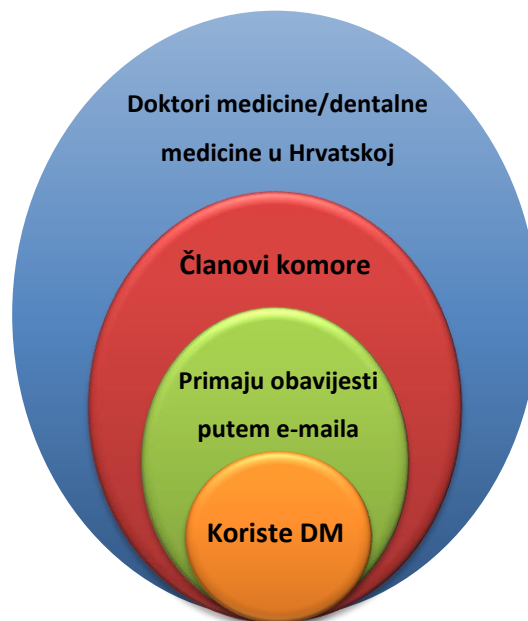 Doktori medicine/dentalne
medicine u Hrvatskoj
Članovi komore
Primaju obavijesti
putem e-maila
Koriste DM